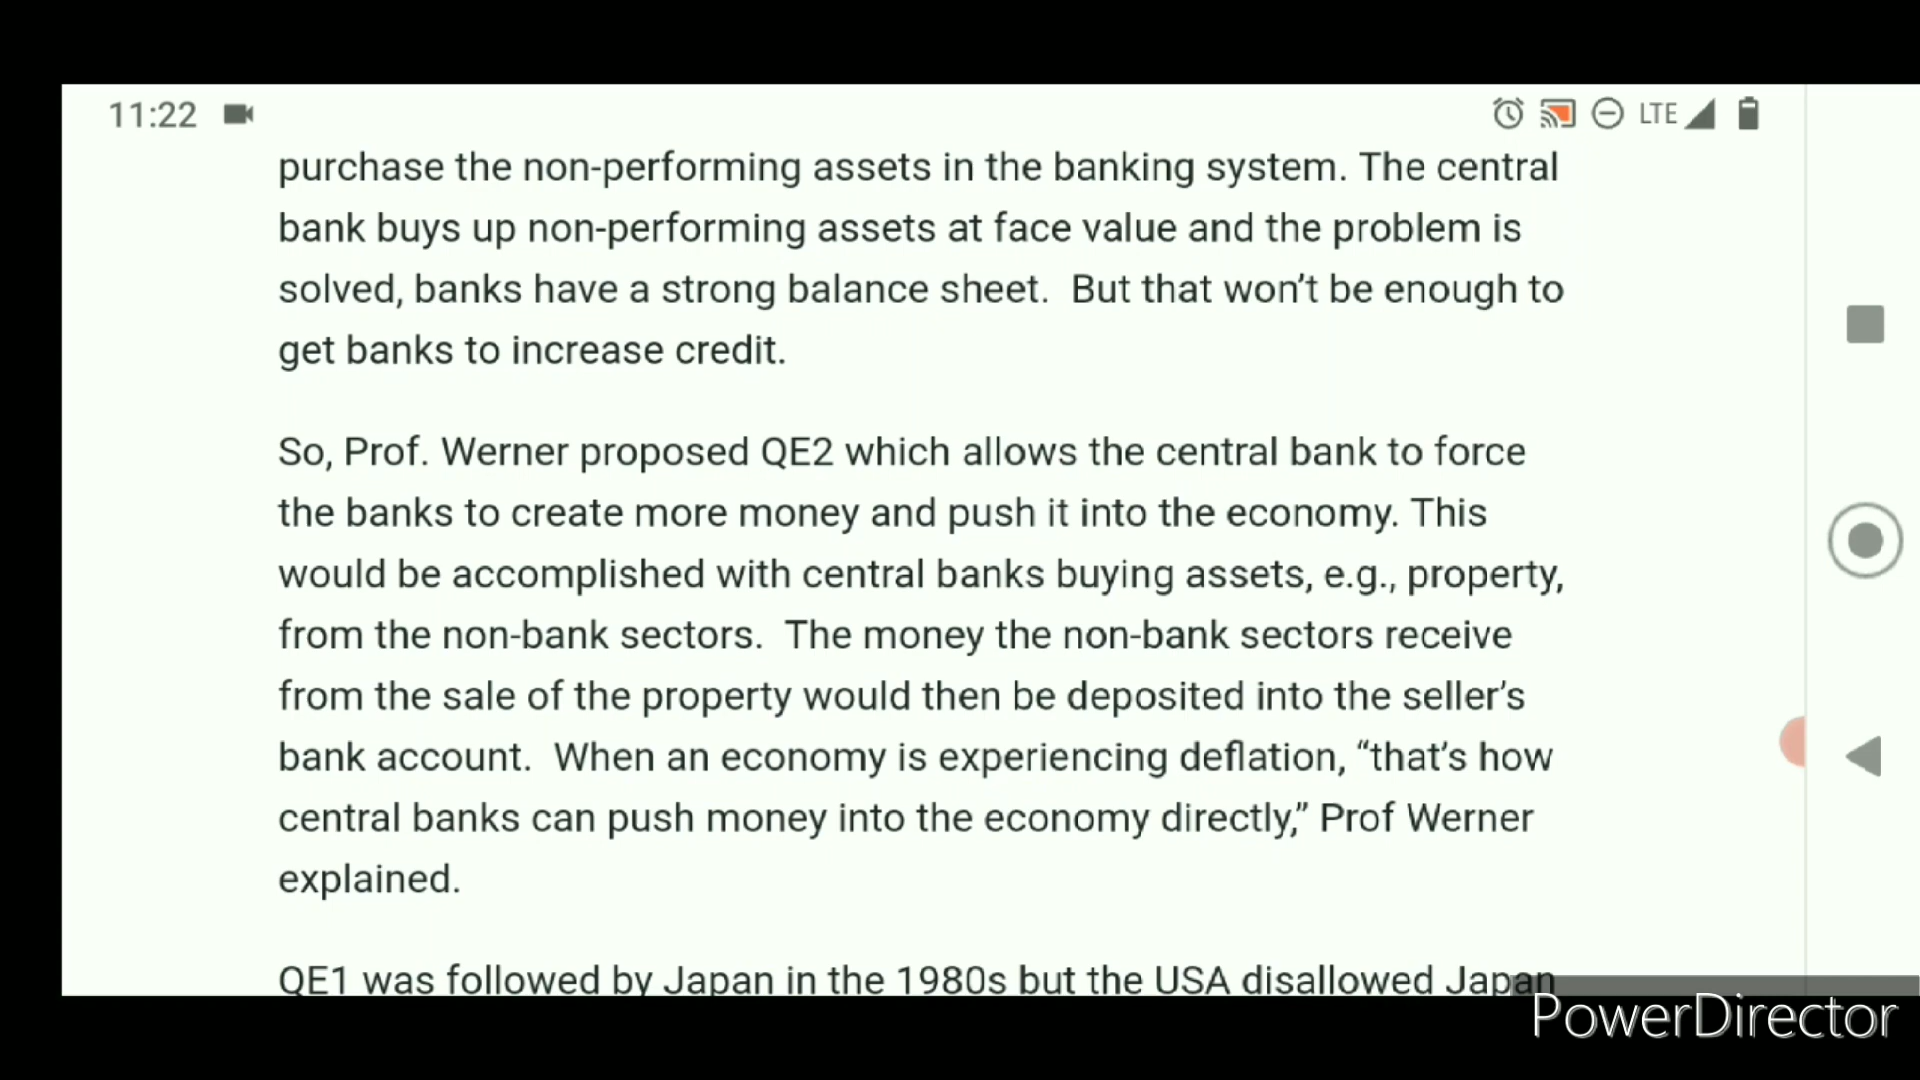 11:22
LTE
purchase the non-performing assets in the banking system. The central
bank buys up non-performing assets at face value and the problem is
solved, banks have a strong balance sheet.  But that won’t be enough to
get banks to increase credit.
So, Prof. Werner proposed QE2 which allows the central bank to force
the banks to create more money and push it into the economy. This
would be accomplished with central banks buying assets, e.g., property,
from the non-bank sectors.  The money the non-bank sectors receive
from the sale of the property would then be deposited into the seller’s
bank account.  When an economy is experiencing deflation, “that’s how
central banks can push money into the economy directly,” Prof Werner
explained.
QE1 was followed by Japan in the 1980s but the USA disallowed Japan
PowerDirector